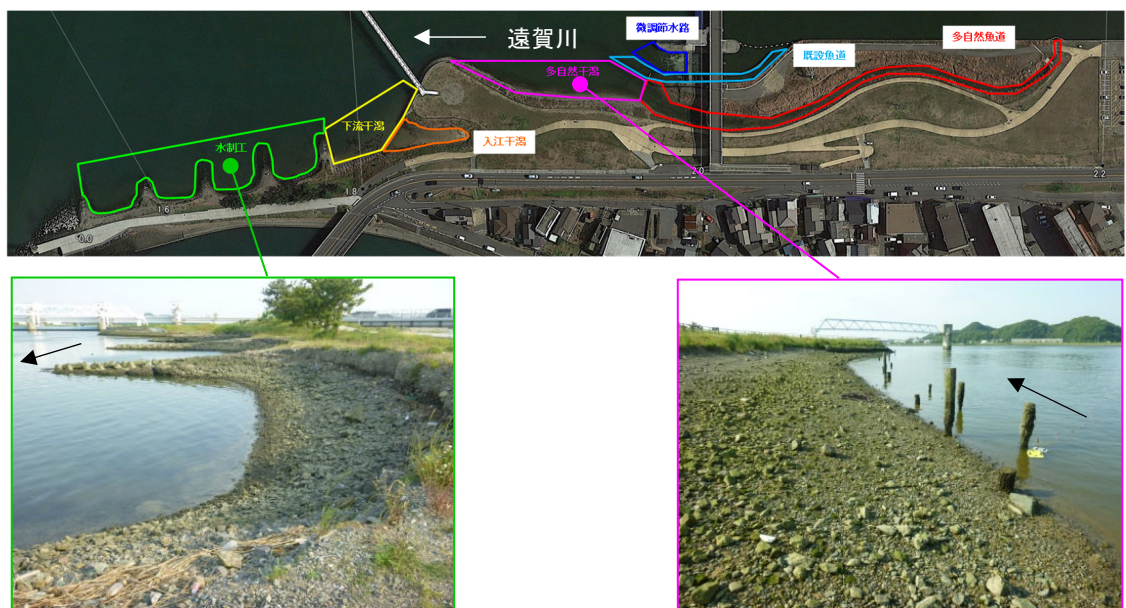 遠賀川
微調節水路
既設魚道
多自然魚道
多自然干潟
下流干潟
入江干潟
水制工
0.0
1.6
1.8
2.0
2.2